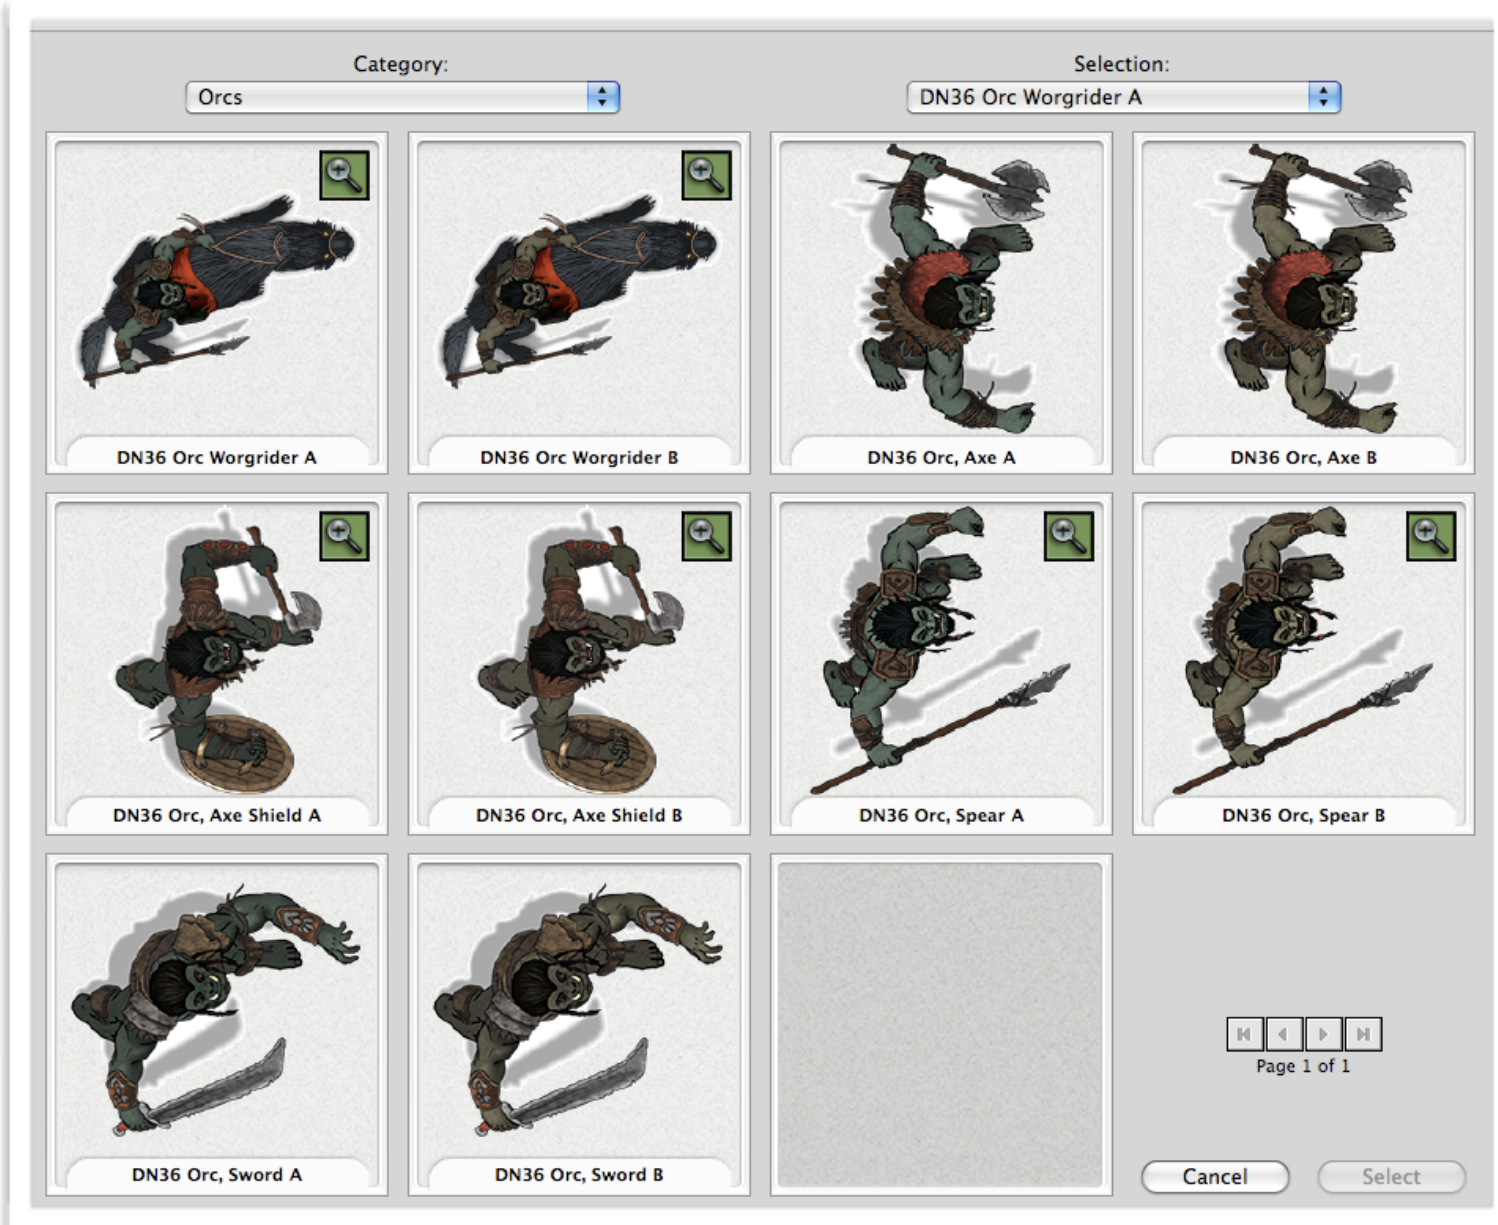 Category:
Selection:
Orcs
DN36 Orc Worgrider A
DN36 Orc Worgrider A
DN36 Orc Worgrider B
DN36 Orc, Axe A
DN36 Orc, Axe B
DN36 Orc, Axe Shield A
DN36 Orc, Axe Shield B
DN36 Orc, Spear A
DN36 Orc, Spear B
DN36 Orc, Sword A
DN36 Orc, Sword B
Page 1 of 1
Cancel
Select